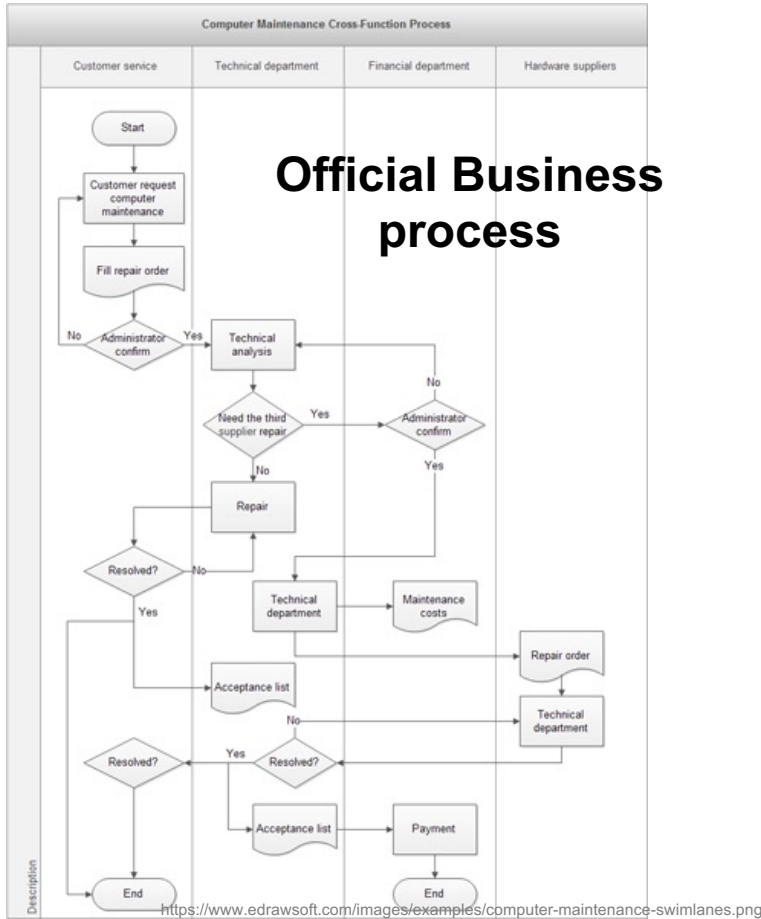 Computer Maintenance Cross-Function Process
Customer service
Technical department
Financial department
Hardware suppliers
Start
Official Business
process
Customer request
computer
maintenance
Fill repair order
No
Administrator
confirm
Yes
Technical
analysis
No
Need the third
supplier repair
Yes
Administrator
confirm
No
Yes
Repair
Resolved?
No
Yes
Technical
department
Maintenance
costs
Repair order
Acceptance list
Technical
department
No
Resolved?
Yes
Resolved?
Acceptance list
Payment
Description
End
End
https://www.edrawsoft.com/images/examples/computer-maintenance-swimlanes.png